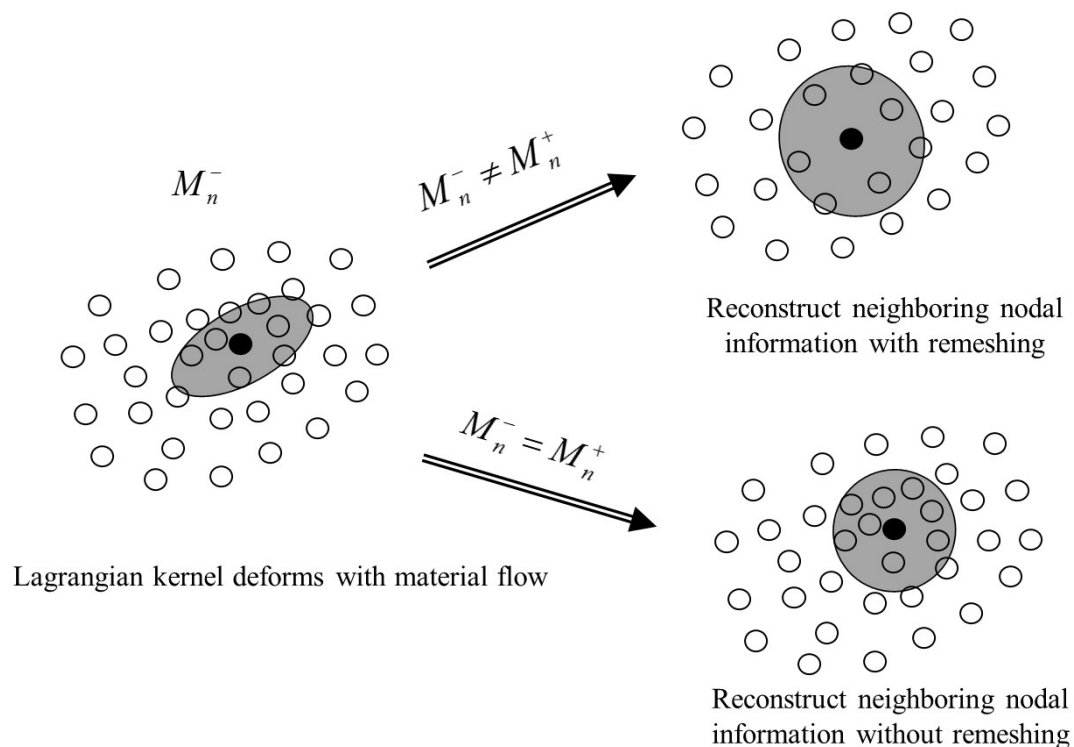 M_n^-
M_n^- ≠ M_n^+
Reconstruct neighboring nodal
information with remeshing
M_n^- = M_n^+
Lagrangian kernel deforms with material flow
Reconstruct neighboring nodal
information without remeshing